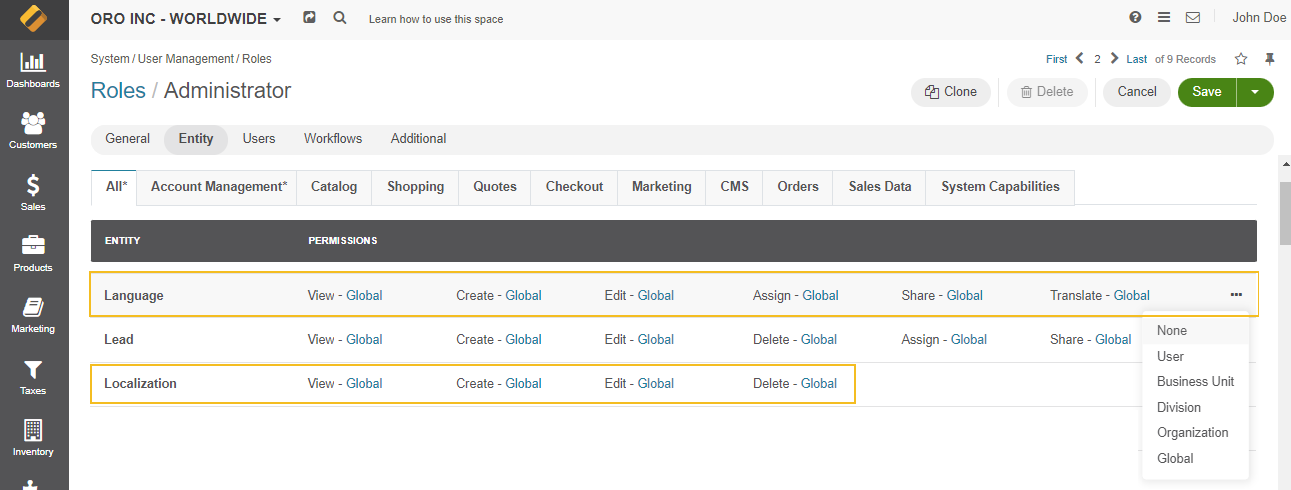 ORO INC - WORLDWIDE Learn how to use this space John Doe
System / User Management / Roles First 2 Last of 9 Records
Roles / Administrator Clone Delete Cancel Save
General Entity Users Workflows Additional
All* Account Management* Catalog Shopping Quotes Checkout Marketing CMS Orders Sales Data System Capabilities
ENTITY PERMISSIONS
Language View - Global Create - Global Edit - Global Assign - Global Share - Global Translate - Global
Lead View - Global Create - Global Edit - Global Delete - Global Assign - Global Share - Global
Localization View - Global Create - Global Edit - Global Delete - Global
None
User
Business Unit
Division
Organization
Global
Dashboards
Customers
Sales
Products
Marketing
Taxes
Inventory